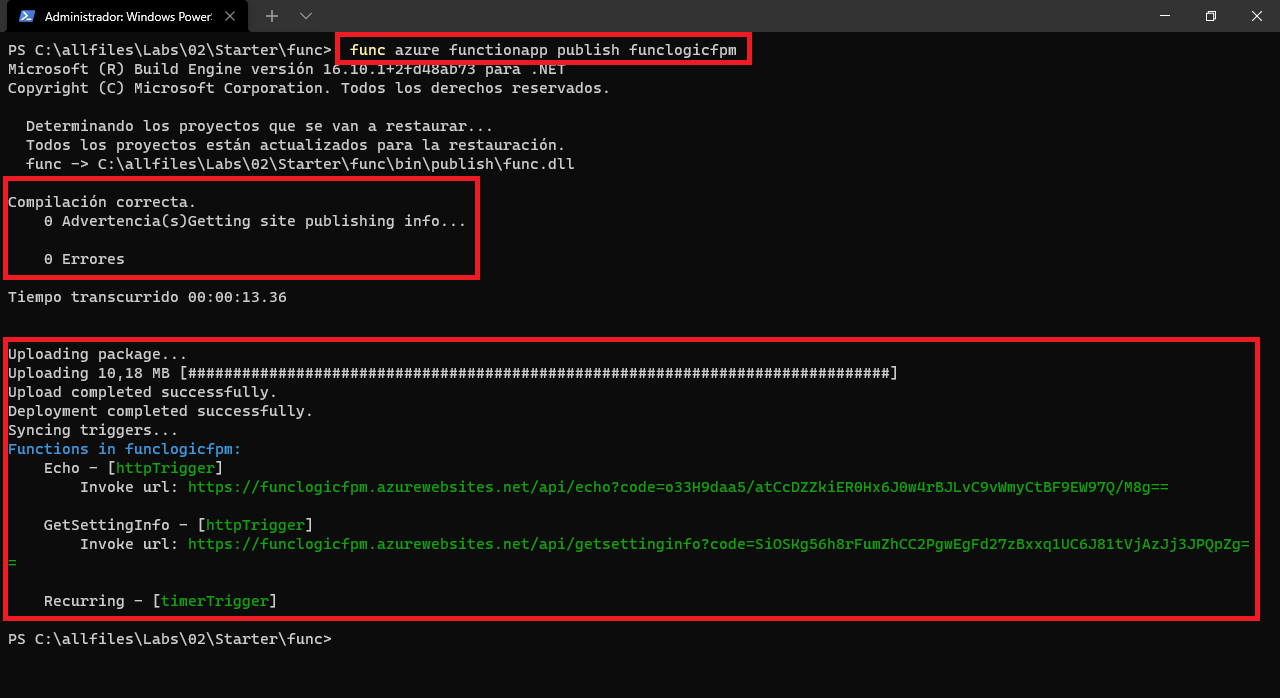 Administrador: Windows PowerS
PS C:\allfiles\Labs\02\Starter\func> func azure functionapp publish funclogicfpm
Microsoft (R) Build Engine versión 16.10.1+2fd48ab73 para .NET
Copyright (C) Microsoft Corporation. Todos los derechos reservados.
Determinando los proyectos que se van a restaurar...
Todos los proyectos están actualizados para la restauración.
func -> C:\allfiles\Labs\02\Starter\func\bin\publish\func.dll
Compilación correcta.
0 Advertencia(s)Getting site publishing info...
0 Errores
Tiempo transcurrido 00:00:13.36
Uploading package...
Uploading 10,18 MB [##############################################################################]
Upload completed successfully.
Deployment completed successfully.
Syncing triggers...
Functions in funclogicfpm:
Echo - [httpTrigger]
Invoke url: https://funclogicfpm.azurewebsites.net/api/echo?code=o33H9daa5/atCcDZZkiER0Hx6J0w4rBJLvC9vWmyCtBF9EW97Q/M8g==
GetSettingInfo - [httpTrigger]
Invoke url: https://funclogicfpm.azurewebsites.net/api/getsettinginfo?code=SiOSKg56h8rFumZhCC2PgwEgFd27zBxxq1UC6J81tVjAzJj3JPQpZg=
=
Recurring - [timerTrigger]
PS C:\allfiles\Labs\02\Starter\func>